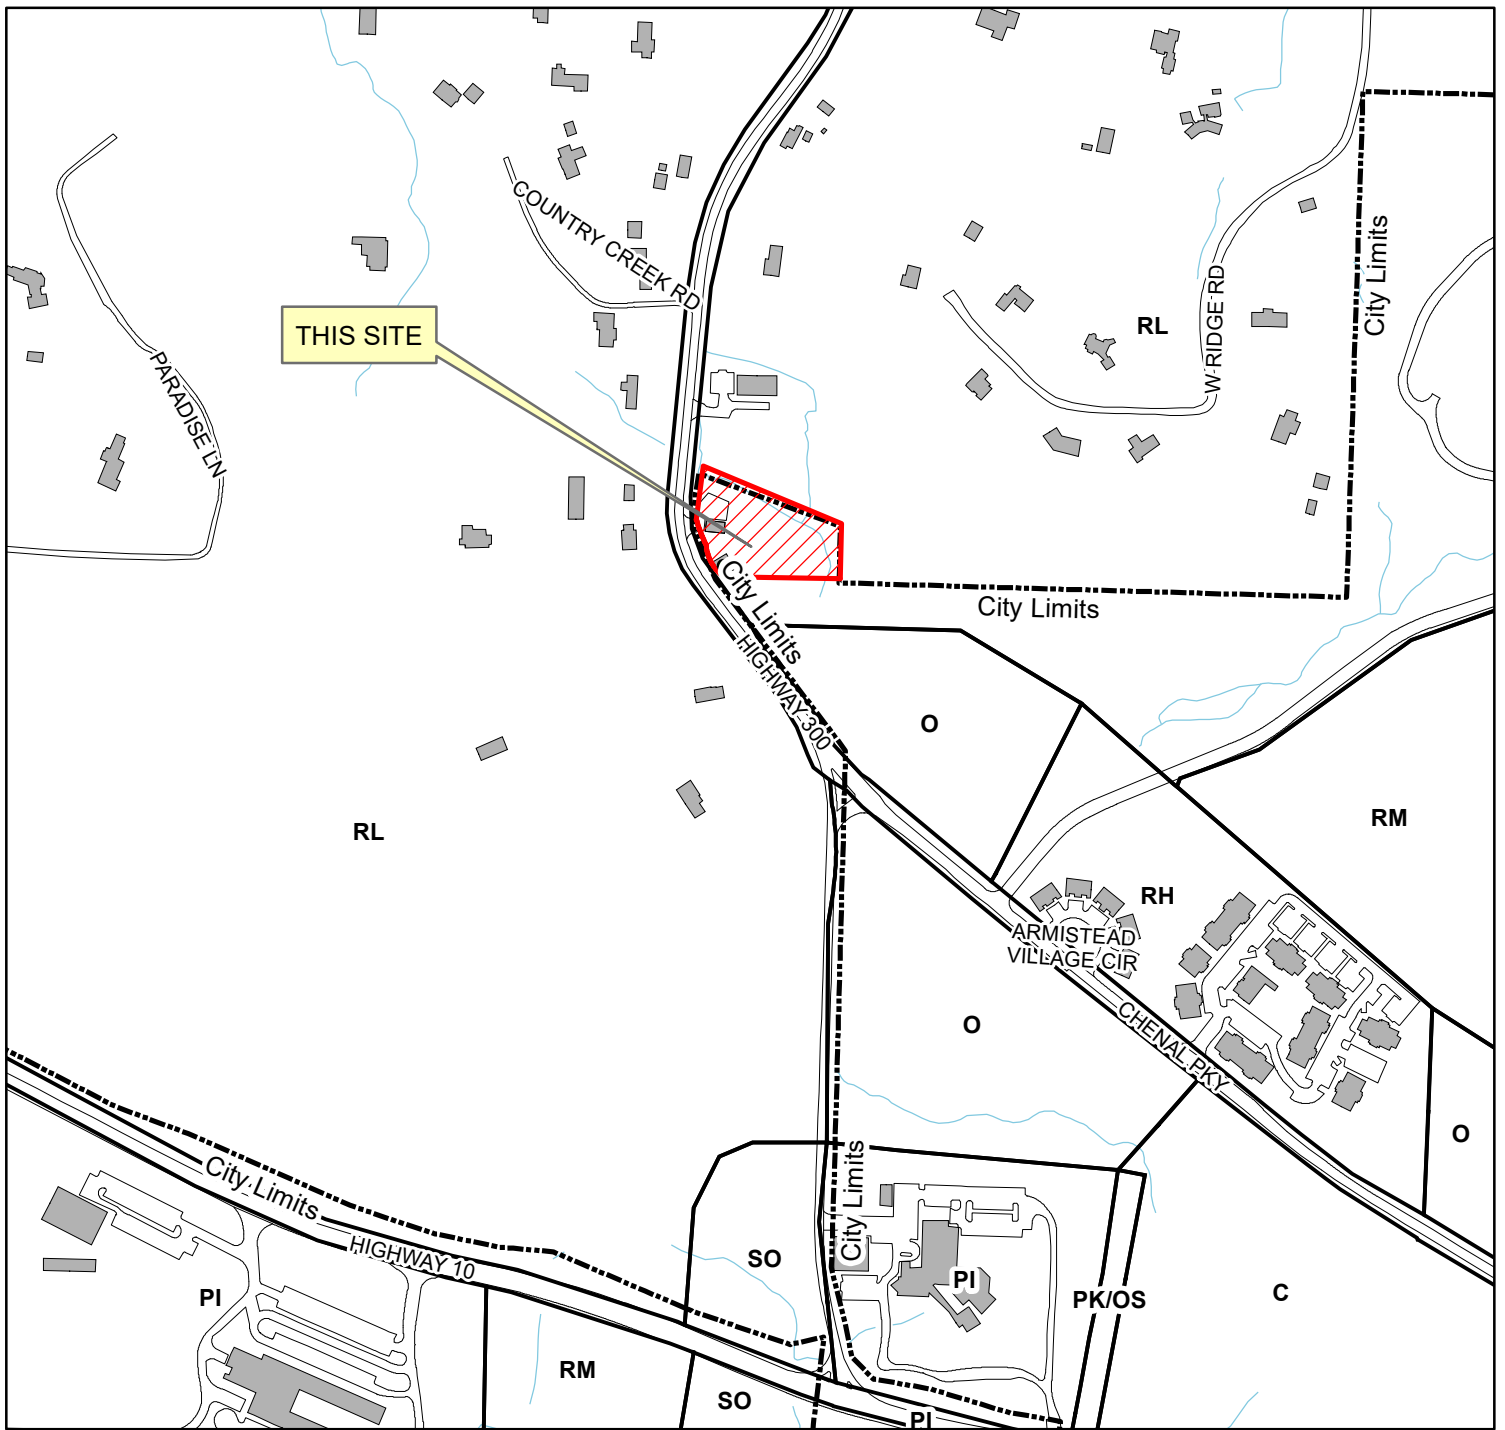 COUNTRY CREEK RD
City Limits
THIS SITE
RL
W RIDGE RD
PARADISE LN
City Limits
City Limits
HIGHWAY 300
O
RL
RM
RH
ARMISTEAD
VILLAGE CIR
O
CHENAL PKY
O
City Limits
City Limits
HIGHWAY 10
SO
PI
PI
PK/OS
C
RM
SO
PI